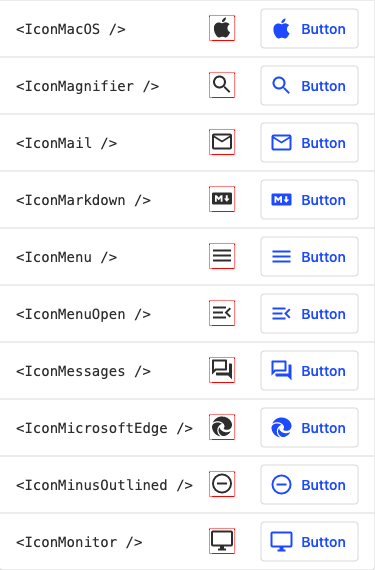 <IconMacOS /> Button
<IconMagnifier /> Button
<IconMail /> Button
<IconMarkdown /> M Button
<IconMenu /> Button
<IconMenuOpen /> Button
<IconMessages /> Button
<IconMicrosoftEdge /> Button
<IconMinusOutlined /> Button
<IconMonitor /> Button